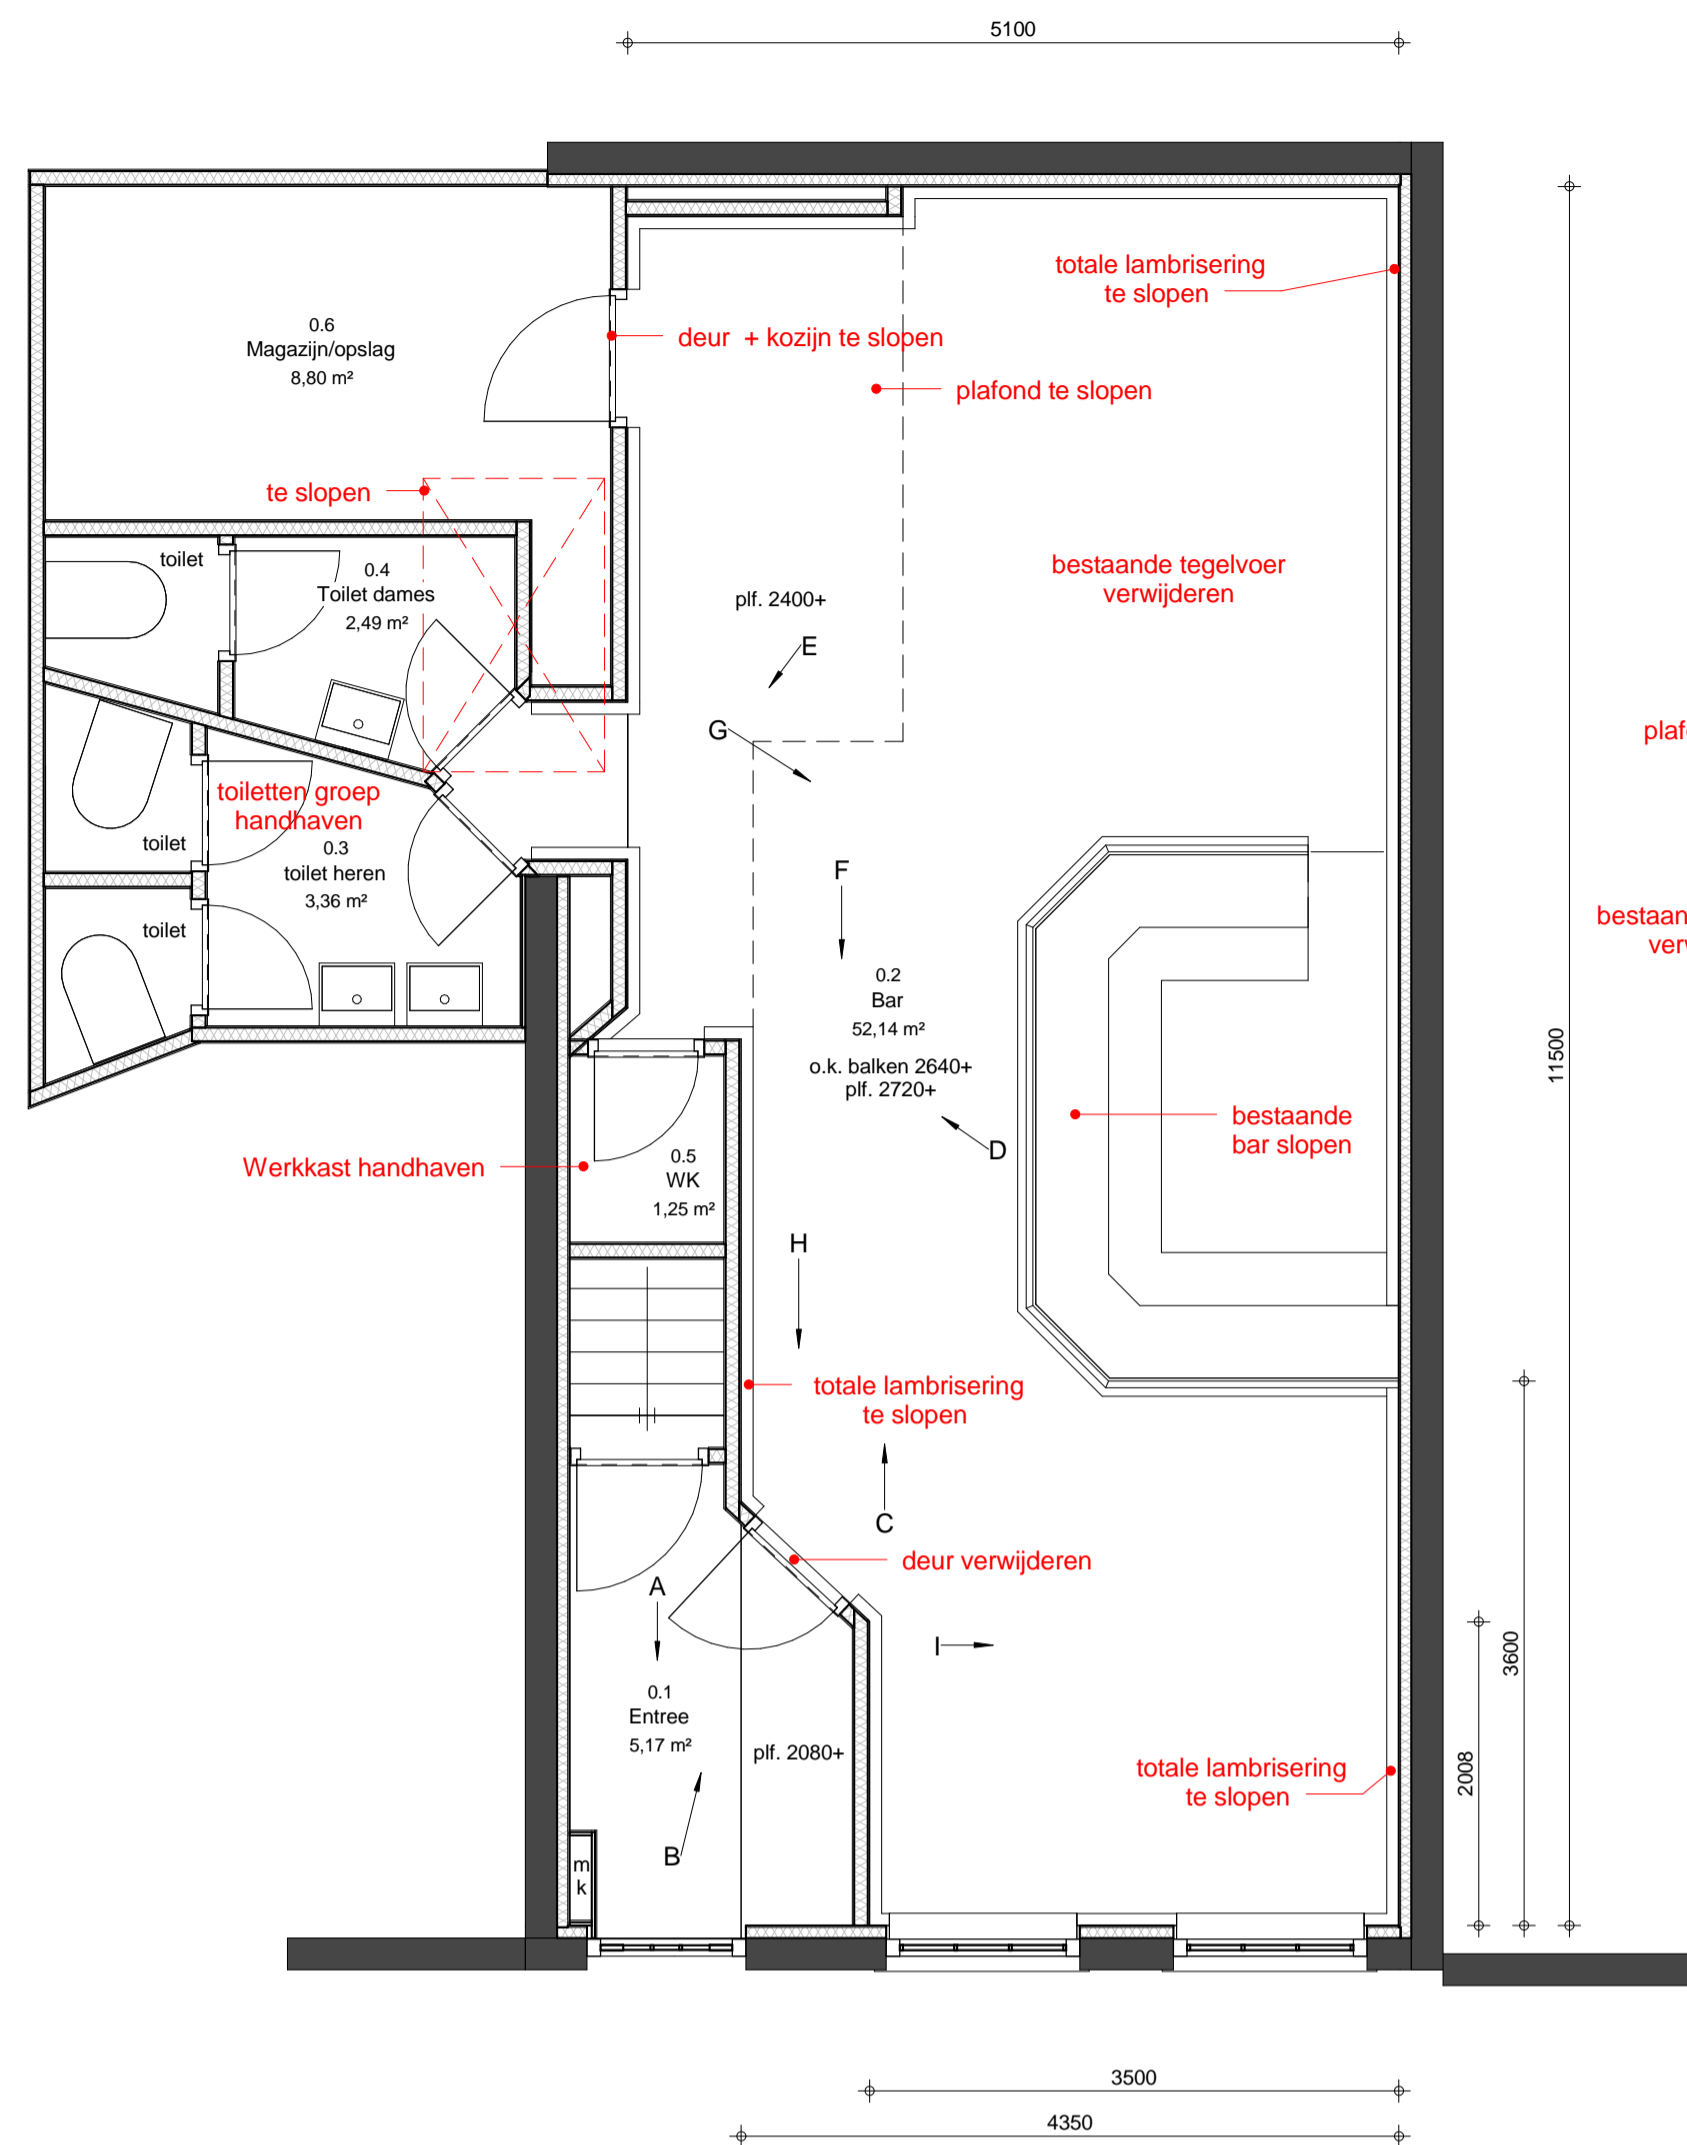 5100
totale lambrisering
te slopen
deur + kozijn te slopen
0.6
Magazijn/opslag
8,80 m²
plafond te slopen
te slopen
toilet
0.4
Toilet dames
2,49 m²
bestaande tegelvoer
verwijderen
plf. 2400+
E
G
plaf
toiletten groep
handhaven
toilet
0.3
toilet heren
3,36 m²
F
toilet
bestaan
verw
0.2
Bar
52,14 m²
o.k. balken 2640+
plf. 2720+
11500
bestaande
bar slopen
D
Werkkast handhaven
0.5
WK
1,25 m²
H
totale lambrisering
te slopen
C
deur verwijderen
A
I
3600
0.1
Entree
5,17 m²
plf. 2080+
totale lambrisering
te slopen
2008
B
m
k
3500
4350